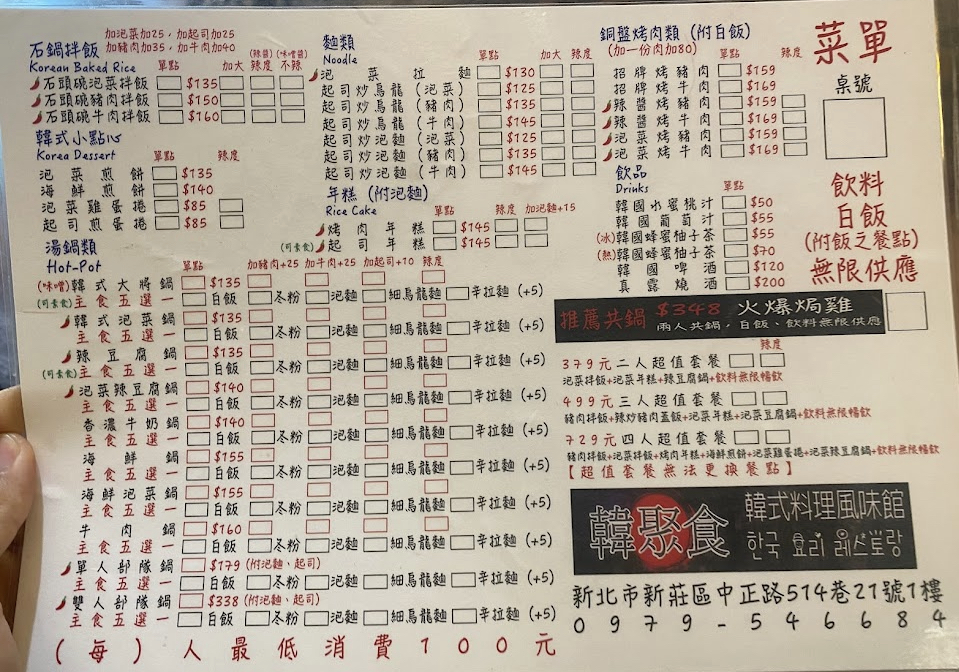 加泡菜加25，加起司加25
石鍋拌飯 加豬肉加35，加牛肉加40
Korean Baked Rice 單點 加大 (辣醬)辣度 (味噌醬)不辣
石頭碗泡菜拌飯 $135
石頭碗豬肉拌飯 $150
石頭碗牛肉拌飯 $160
韓式小點心
Korea Dessert 單點 辣度
泡菜煎餅 $135
海鮮煎餅 $140
泡菜雞蛋捲 $85
起司煎蛋捲 $85
麵類
Noodle 單點 加大 辣度
泡菜拉麵 $130
起司炒烏龍（泡菜） $125
起司炒烏龍（豬肉） $135
起司炒烏龍（牛肉） $145
起司炒泡麵（泡菜） $125
起司炒泡麵（豬肉） $135
起司炒泡麵（牛肉） $145
年糕（附泡麵）
Rice Cake 單點 辣度 加泡麵+15
烤肉年糕 $145
(可素食) 起司年糕 $145
湯鍋類
Hot-Pot 單點 加豬肉+25 加牛肉+25 加起司+10 辣度
(味噌) 韓式大將鍋 $135
(可素食) 主食五選一 白飯 冬粉 泡麵 細烏龍麵 辛拉麵 (+5)
韓式泡菜鍋 $135
主食五選一 白飯 冬粉 泡麵 細烏龍麵 辛拉麵 (+5)
辣豆腐鍋 $135
(可素食) 主食五選一 白飯 冬粉 泡麵 細烏龍麵 辛拉麵 (+5)
泡菜辣豆腐鍋 $140
主食五選一 白飯 冬粉 泡麵 細烏龍麵 辛拉麵 (+5)
香濃牛奶鍋 $140
主食五選一 白飯 冬粉 泡麵 細烏龍麵 辛拉麵 (+5)
海鮮鍋 $155
主食五選一 白飯 冬粉 泡麵 細烏龍麵 辛拉麵 (+5)
海鮮泡菜鍋 $155
主食五選一 白飯 冬粉 泡麵 細烏龍麵 辛拉麵 (+5)
牛肉鍋 $160
主食五選一 白飯 冬粉 泡麵 細烏龍麵 辛拉麵 (+5)
單人部隊鍋 $179 (附泡麵、起司)
主食五選一 白飯 冬粉 泡麵 細烏龍麵 辛拉麵 (+5)
雙人部隊鍋 $338 (附泡麵、起司)
主食五選一 白飯 冬粉 泡麵 細烏龍麵 辛拉麵 (+5)
(每)人最低消費100元
銅盤烤肉類（附白飯）
(加一份肉加80) 單點 辣度
招牌烤豬肉 $159
招牌烤牛肉 $169
辣醬烤豬肉 $159
辣醬烤牛肉 $169
泡菜烤豬肉 $159
泡菜烤牛肉 $169
飲品
Drinks 單點
韓國水蜜桃汁 $50
韓國葡萄汁 $55
(冰)韓國蜂蜜柚子茶 $55
(熱)韓國蜂蜜柚子茶 $70
韓國啤酒 $120
真露燒酒 $200
菜單
桌號
飲料
白飯
(附飯之餐點)
無限供應
推薦共鍋 $348 火爆焗雞
兩人共鍋，白飯、飲料無限供應
辣度
379元二人超值套餐
泡菜拌飯+泡菜年糕+辣豆腐鍋+飲料無限暢飲
499元三人超值套餐
豬肉拌飯+辣炒豬肉蓋飯+泡菜年糕+泡菜豆腐鍋+飲料無限暢飲
729元四人超值套餐
豬肉拌飯+泡菜拌飯+烤肉年糕+海鮮煎餅+泡菜雞蛋捲+泡菜辣豆腐鍋+飲料無限暢飲
【超值套餐無法更換餐點】
韓聚食
韓式料理風味館
한국 요리 레스토랑
新北市新莊區中正路514巷21號1樓
0979-546684